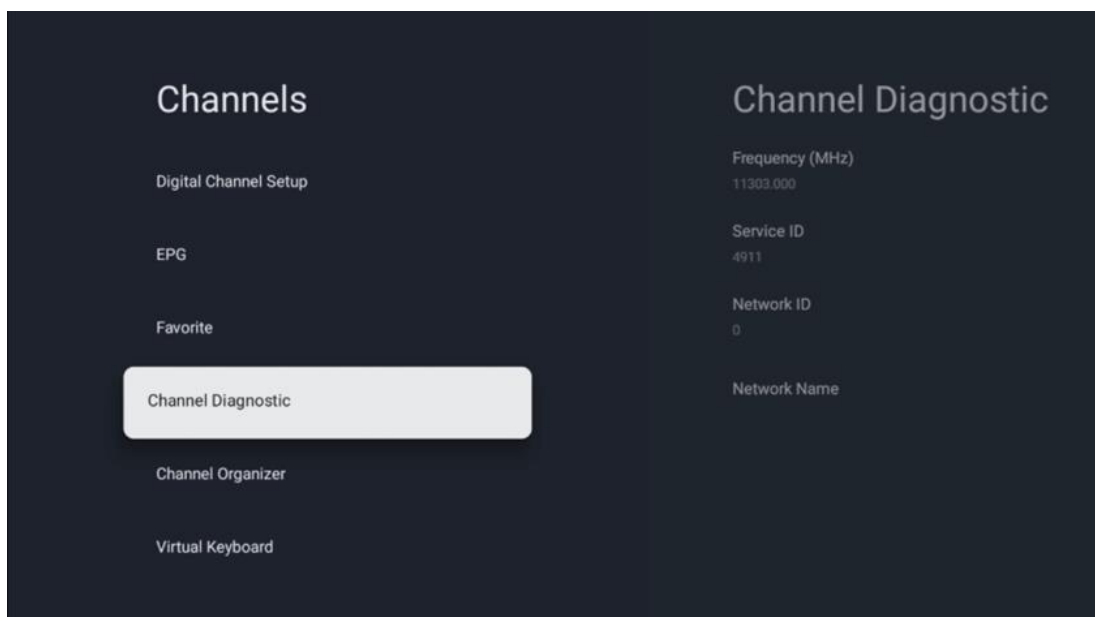 Channels
Digital Channel Setup
EPG
Favorite
Channel Diagnostic
Channel Organizer
Virtual Keyboard
Channel Diagnostic
Frequency (MHz)
11303.000
Service ID
4911
Network ID
0
Network Name